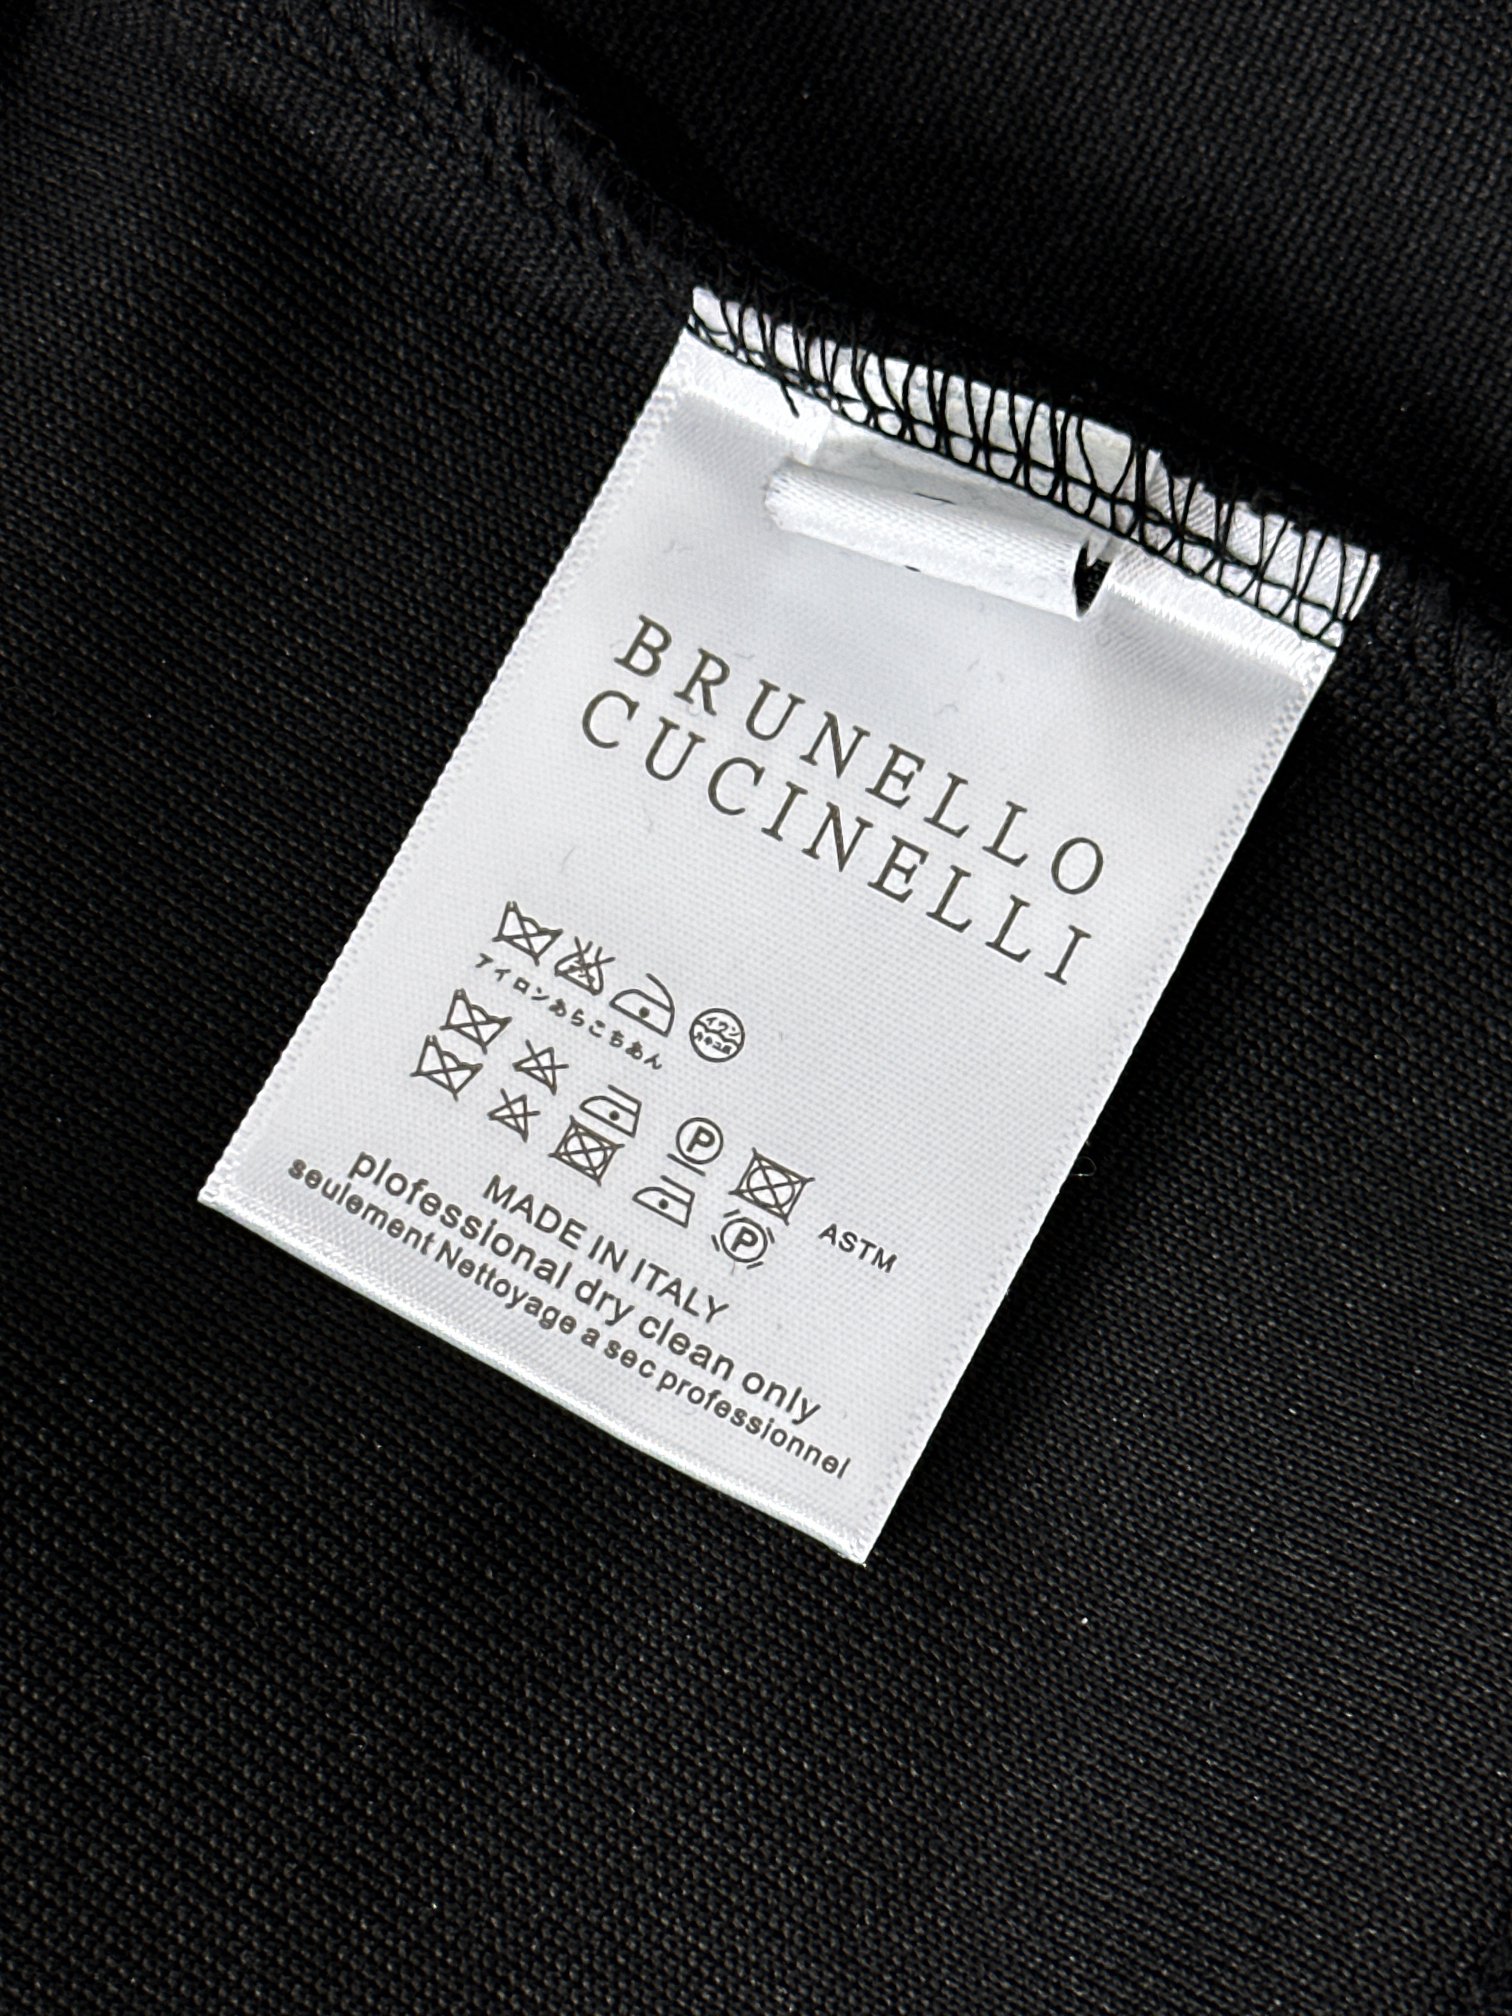 BRUNELLO
CUCINELLI
アイロンあらこちあん
P
ASTM
P
MADE IN ITALY
plofessional dry clean only
seulement Nettoyage a sec professionnel